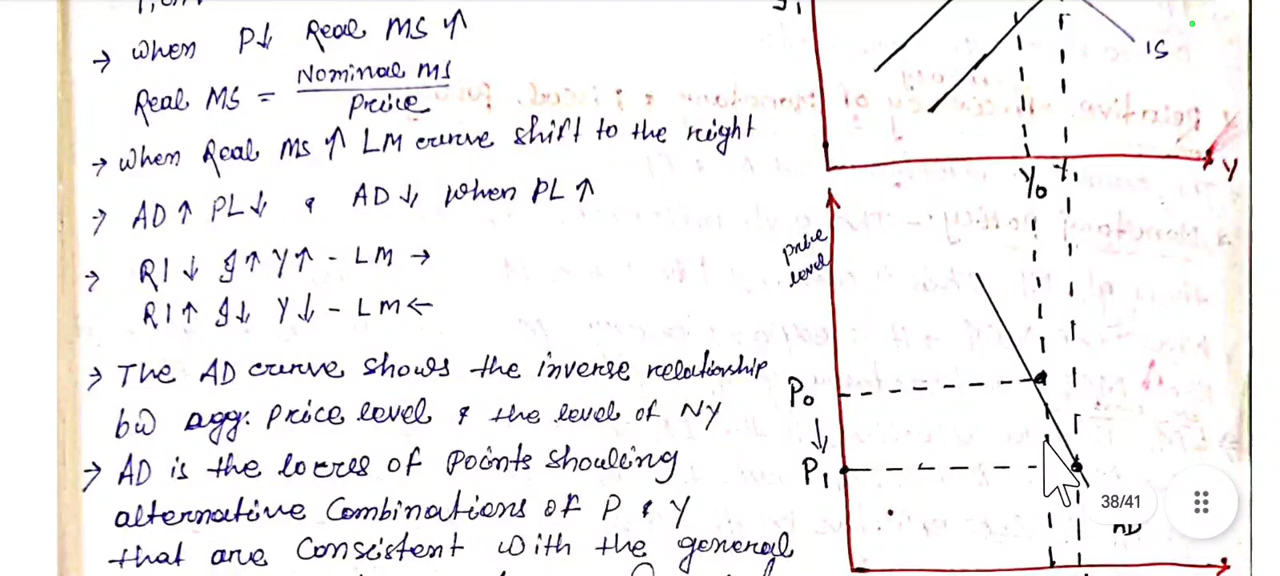 → When P↓ Real MS ↑
Real MS = Nominal MS / Price
→ When Real MS ↑ LM curve shift to the right
→ AD ↑ PL↓ & AD ↓ when PL ↑
→ RI ↓ I↑ Y↑ - LM →
RI ↑ I↓ Y↓ - LM ←
→ The AD curve shows the inverse relationship
bw agg. price level & the level of NY
→ AD is the locus of points showing
alternative combinations of P & Y
that are consistent with the general
IS
Y
Y0 Y1
price
level
P0
↓
P1
AD
38/41